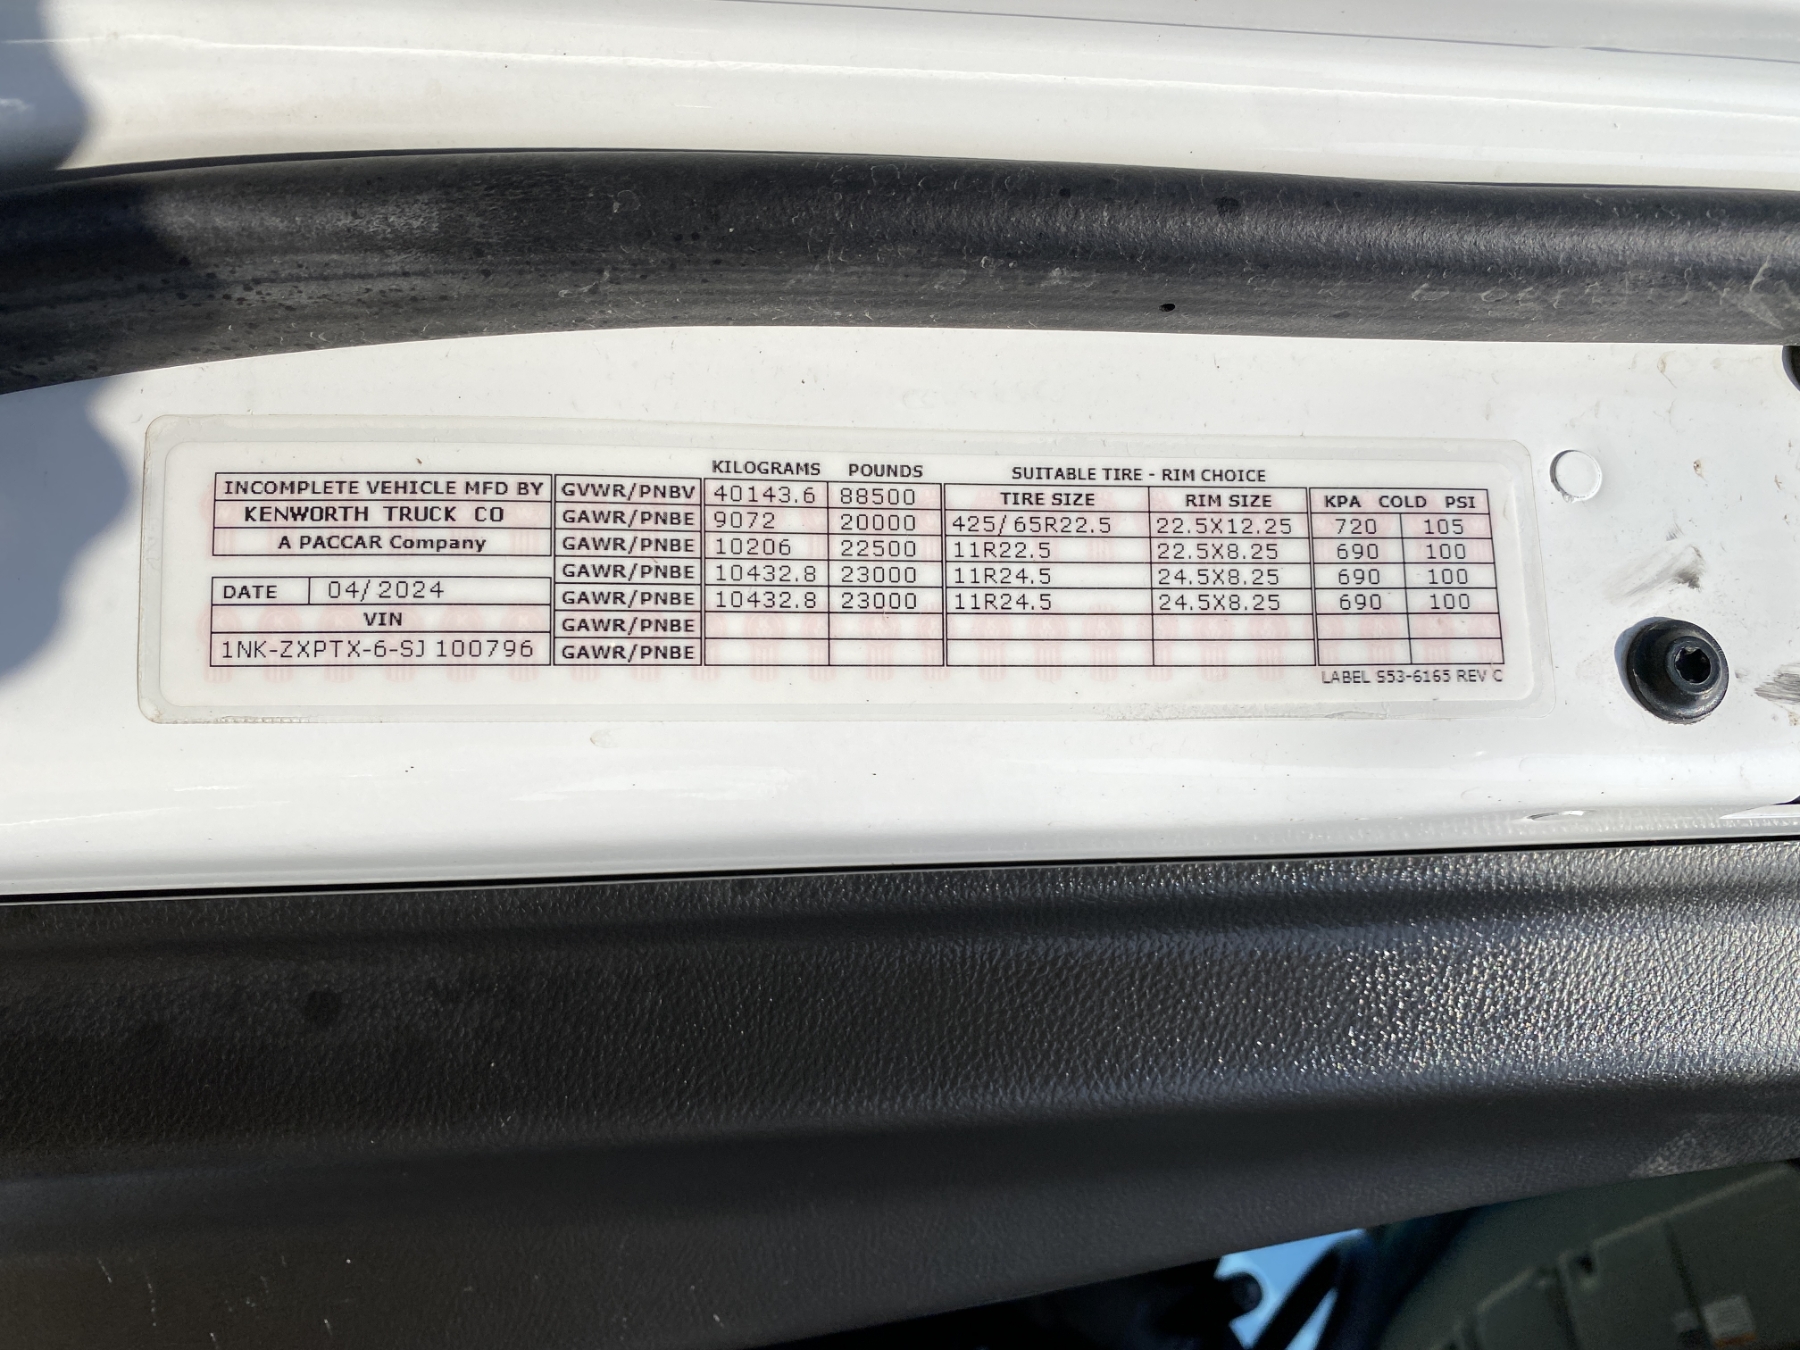 KILOGRAMS POUNDS SUITABLE TIRE - RIM CHOICE
INCOMPLETE VEHICLE MFD BY GVWR/PNBV 40143.6 88500 TIRE SIZE RIM SIZE KPA COLD PSI
KENWORTH TRUCK CO GAWR/PNBE 9072 20000 425/65R22.5 22.5X12.25 720 105
A PACCAR Company GAWR/PNBE 10206 22500 11R22.5 22.5X8.25 690 100
GAWR/PNBE 10432.8 23000 11R24.5 24.5X8.25 690 100
DATE 04/2024 GAWR/PNBE 10432.8 23000 11R24.5 24.5X8.25 690 100
VIN GAWR/PNBE
1NK-ZXPTX-6-SJ100796 GAWR/PNBE
LABEL S53-6165 REV C